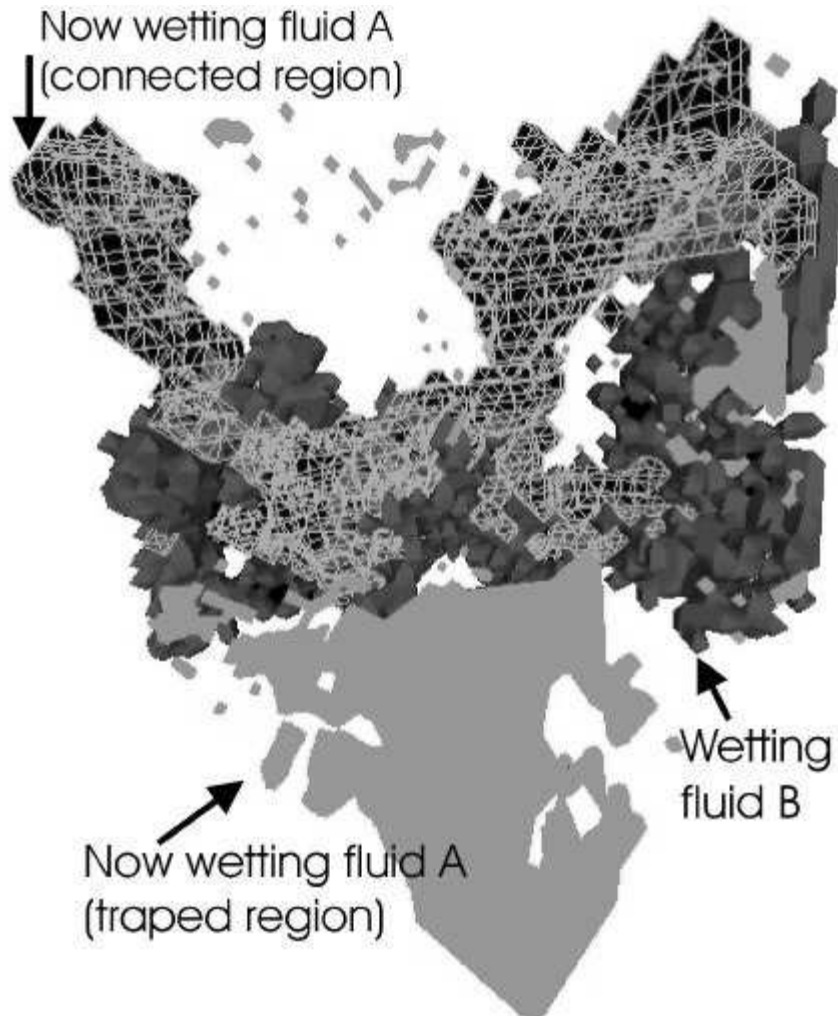 Now wetting fluid A
(connected region)
Wetting
fluid B
Now wetting fluid A
(traped region)